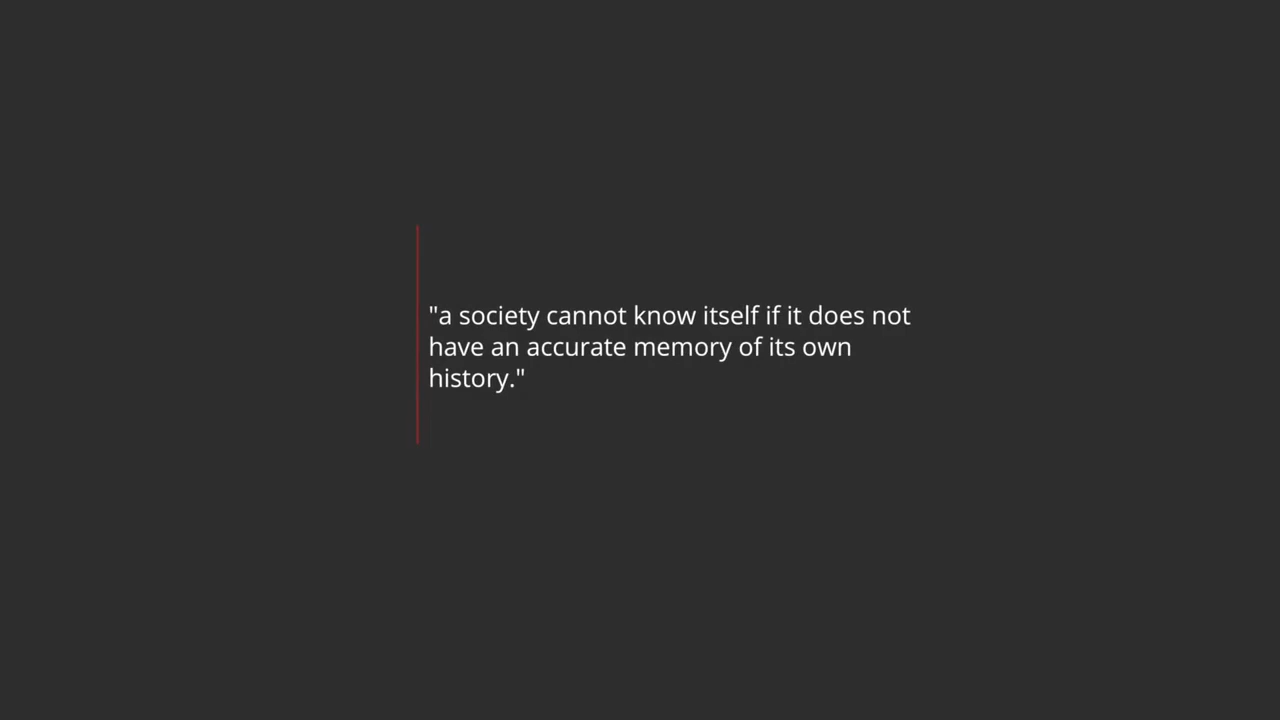 "a society cannot know itself if it does not
have an accurate memory of its own
history."